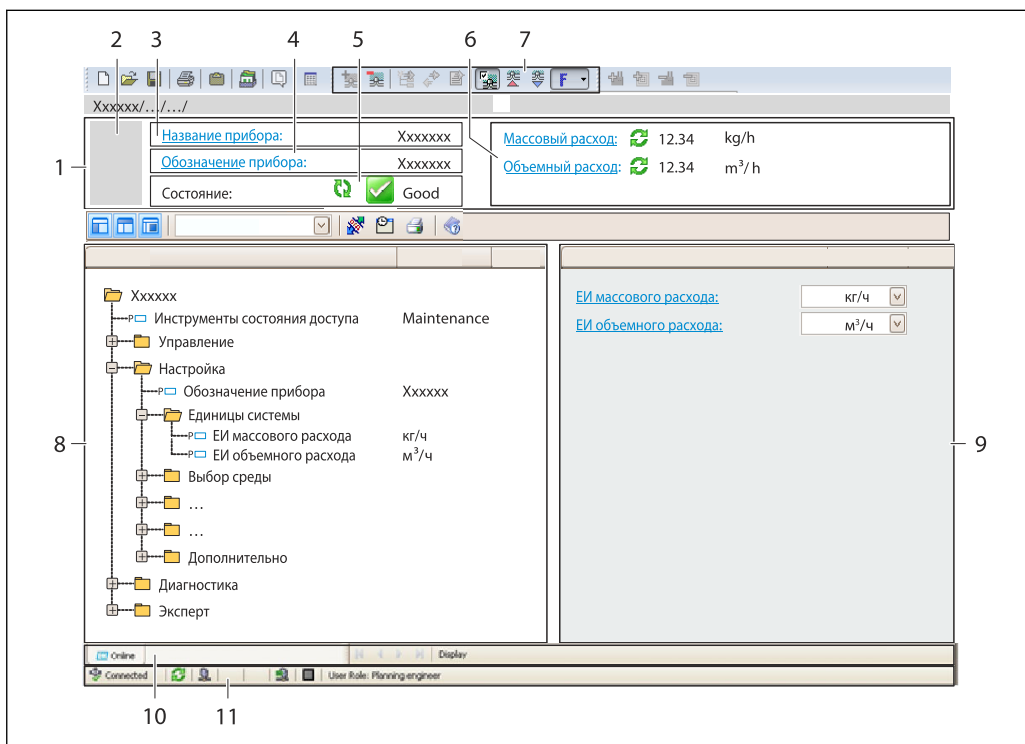 2 3 4 5 6 7
F
Xxxxxx/.../.../
1
Название прибора: Xxxxxxx
Обозначение прибора: Xxxxxxx
Состояние: Good
Массовый расход: 12.34 kg/h
Объемный расход: 12.34 m³/h
8
Xxxxxx
P Инструменты состояния доступа Maintenance
Управление
Настройка
P Обозначение прибора Xxxxxx
Единицы системы
P ЕИ массового расхода кг/ч
P ЕИ объемного расхода м³/ч
Выбор среды
...
...
Дополнительно
Диагностика
Эксперт
ЕИ массового расхода: кг/ч
ЕИ объемного расхода: м³/ч
9
Online Display
Connected User Role: Planning engineer
10 11